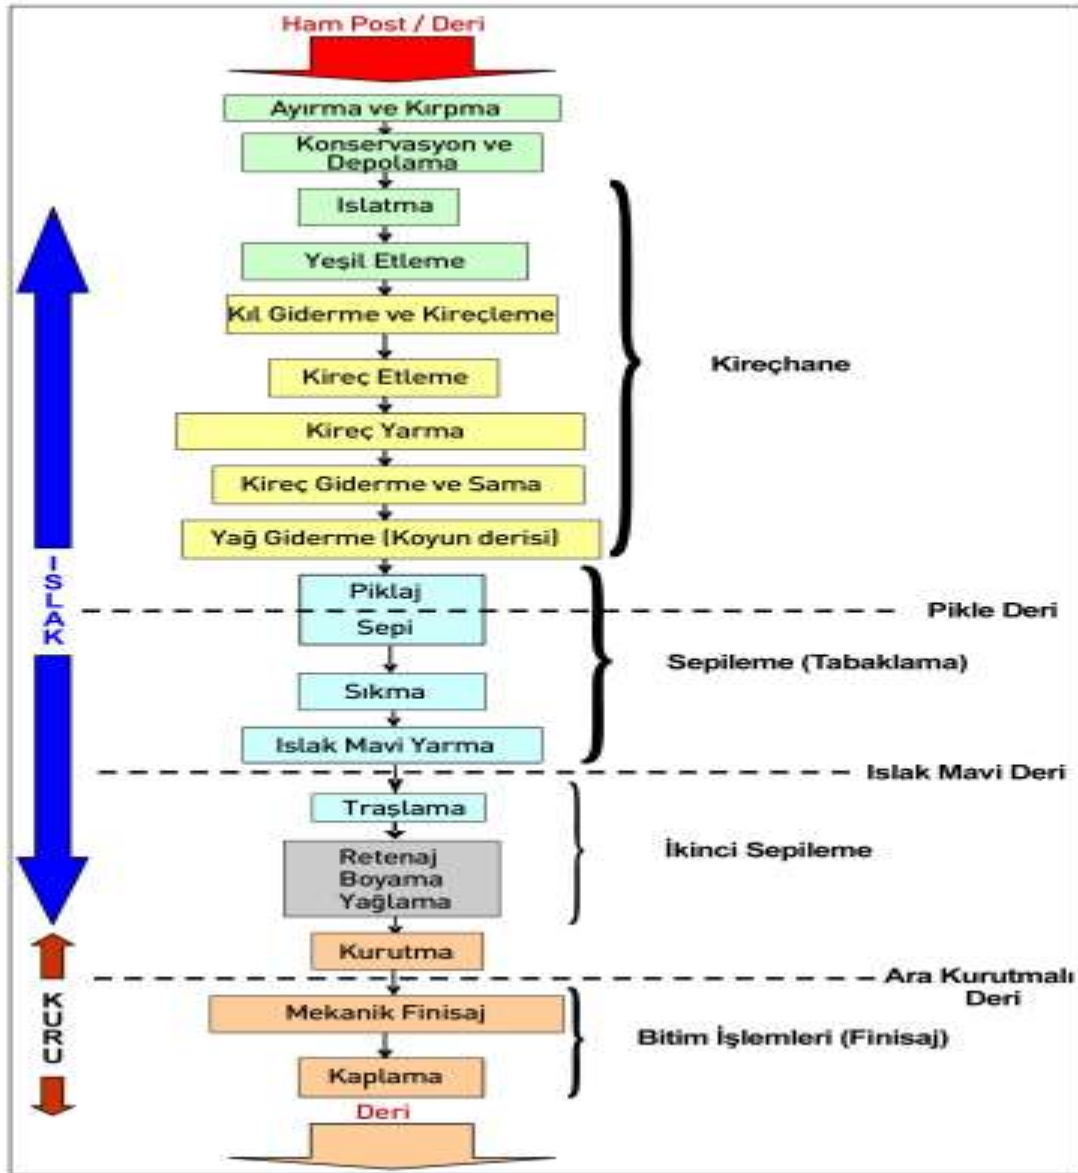 Ham Post / Deri
Ayırma ve Kırpma
Konservasyon ve
Depolama
Islatma
Yeşil Etleme
Kıl Giderme ve Kireçleme
Kireç Etleme
Kireç Yarma
Kireç Giderme ve Sama
Yağ Giderme (Koyun derisi)
Kireçhane
ISLAK
Piklaj
Sepi
Pikle Deri
Sepileme (Tabaklama)
Sıkma
Islak Mavi Yarma
Islak Mavi Deri
Traşlama
Retenaj
Boyama
Yağlama
İkinci Sepileme
Kurutma
Ara Kurutmalı
Deri
KURU
Mekanik Finisaj
Bitim İşlemleri (Finisaj)
Kaplama
Deri